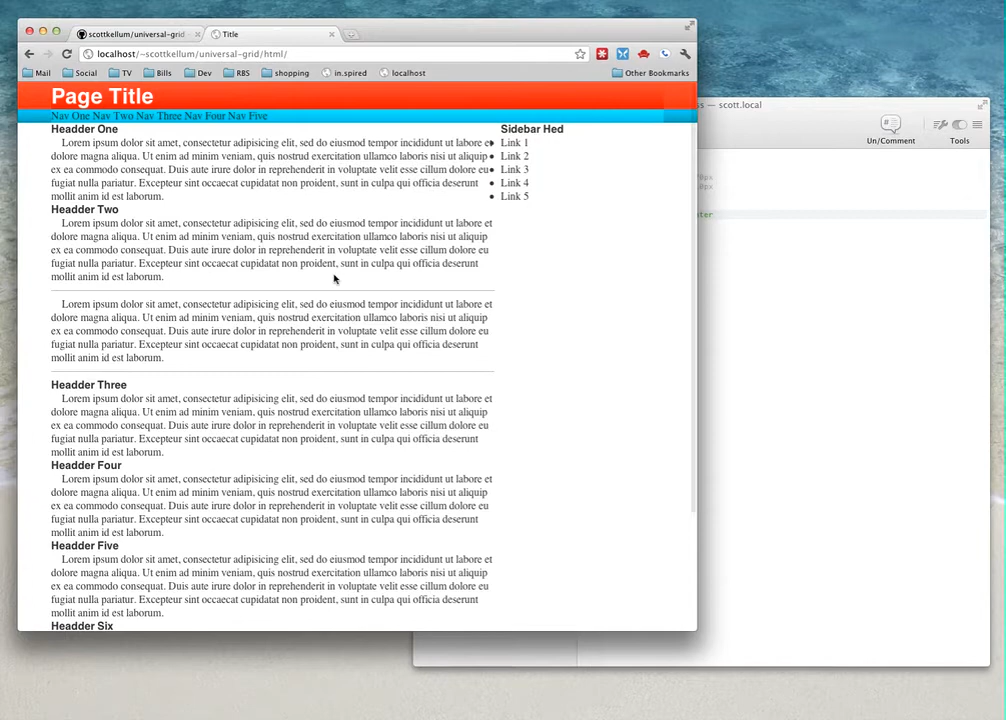 scottkellum/universal-grid
Title
localhost/~scottkellum/universal-grid/html/
Mail Social TV Bills Dev RBS shopping in.spired localhost Other Bookmarks
Page Title
Nav One Nav Two Nav Three Nav Four Nav Five
Headder One
Lorem ipsum dolor sit amet, consectetur adipisicing elit, sed do eiusmod tempor incididunt ut labore et
dolore magna aliqua. Ut enim ad minim veniam, quis nostrud exercitation ullamco laboris nisi ut aliquip
ex ea commodo consequat. Duis aute irure dolor in reprehenderit in voluptate velit esse cillum dolore eu
fugiat nulla pariatur. Excepteur sint occaecat cupidatat non proident, sunt in culpa qui officia deserunt
mollit anim id est laborum.
Headder Two
Lorem ipsum dolor sit amet, consectetur adipisicing elit, sed do eiusmod tempor incididunt ut labore et
dolore magna aliqua. Ut enim ad minim veniam, quis nostrud exercitation ullamco laboris nisi ut aliquip
ex ea commodo consequat. Duis aute irure dolor in reprehenderit in voluptate velit esse cillum dolore eu
fugiat nulla pariatur. Excepteur sint occaecat cupidatat non proident, sunt in culpa qui officia deserunt
mollit anim id est laborum.
Lorem ipsum dolor sit amet, consectetur adipisicing elit, sed do eiusmod tempor incididunt ut labore et
dolore magna aliqua. Ut enim ad minim veniam, quis nostrud exercitation ullamco laboris nisi ut aliquip
ex ea commodo consequat. Duis aute irure dolor in reprehenderit in voluptate velit esse cillum dolore eu
fugiat nulla pariatur. Excepteur sint occaecat cupidatat non proident, sunt in culpa qui officia deserunt
mollit anim id est laborum.
Headder Three
Lorem ipsum dolor sit amet, consectetur adipisicing elit, sed do eiusmod tempor incididunt ut labore et
dolore magna aliqua. Ut enim ad minim veniam, quis nostrud exercitation ullamco laboris nisi ut aliquip
ex ea commodo consequat. Duis aute irure dolor in reprehenderit in voluptate velit esse cillum dolore eu
fugiat nulla pariatur. Excepteur sint occaecat cupidatat non proident, sunt in culpa qui officia deserunt
mollit anim id est laborum.
Headder Four
Lorem ipsum dolor sit amet, consectetur adipisicing elit, sed do eiusmod tempor incididunt ut labore et
dolore magna aliqua. Ut enim ad minim veniam, quis nostrud exercitation ullamco laboris nisi ut aliquip
ex ea commodo consequat. Duis aute irure dolor in reprehenderit in voluptate velit esse cillum dolore eu
fugiat nulla pariatur. Excepteur sint occaecat cupidatat non proident, sunt in culpa qui officia deserunt
mollit anim id est laborum.
Headder Five
Lorem ipsum dolor sit amet, consectetur adipisicing elit, sed do eiusmod tempor incididunt ut labore et
dolore magna aliqua. Ut enim ad minim veniam, quis nostrud exercitation ullamco laboris nisi ut aliquip
ex ea commodo consequat. Duis aute irure dolor in reprehenderit in voluptate velit esse cillum dolore eu
fugiat nulla pariatur. Excepteur sint occaecat cupidatat non proident, sunt in culpa qui officia deserunt
mollit anim id est laborum.
Headder Six
Sidebar Hed
Link 1
Link 2
Link 3
Link 4
Link 5
— scott.local
Un/Comment Tools